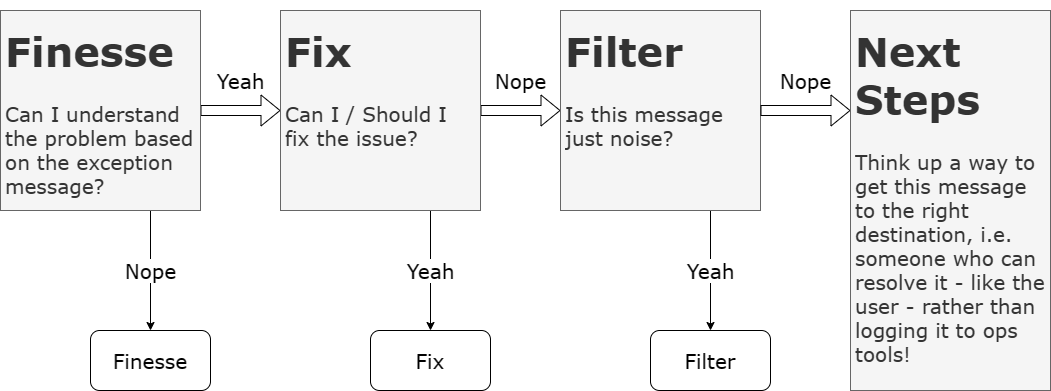 Finesse
Can I understand
the problem based
on the exception
message?
Yeah
Fix
Can I / Should I
fix the issue?
Nope
Filter
Is this message
just noise?
Nope
Next
Steps
Think up a way to
get this message
to the right
destination, i.e.
someone who can
resolve it - like the
user - rather than
logging it to ops
tools!
Nope
Yeah
Yeah
Finesse
Fix
Filter